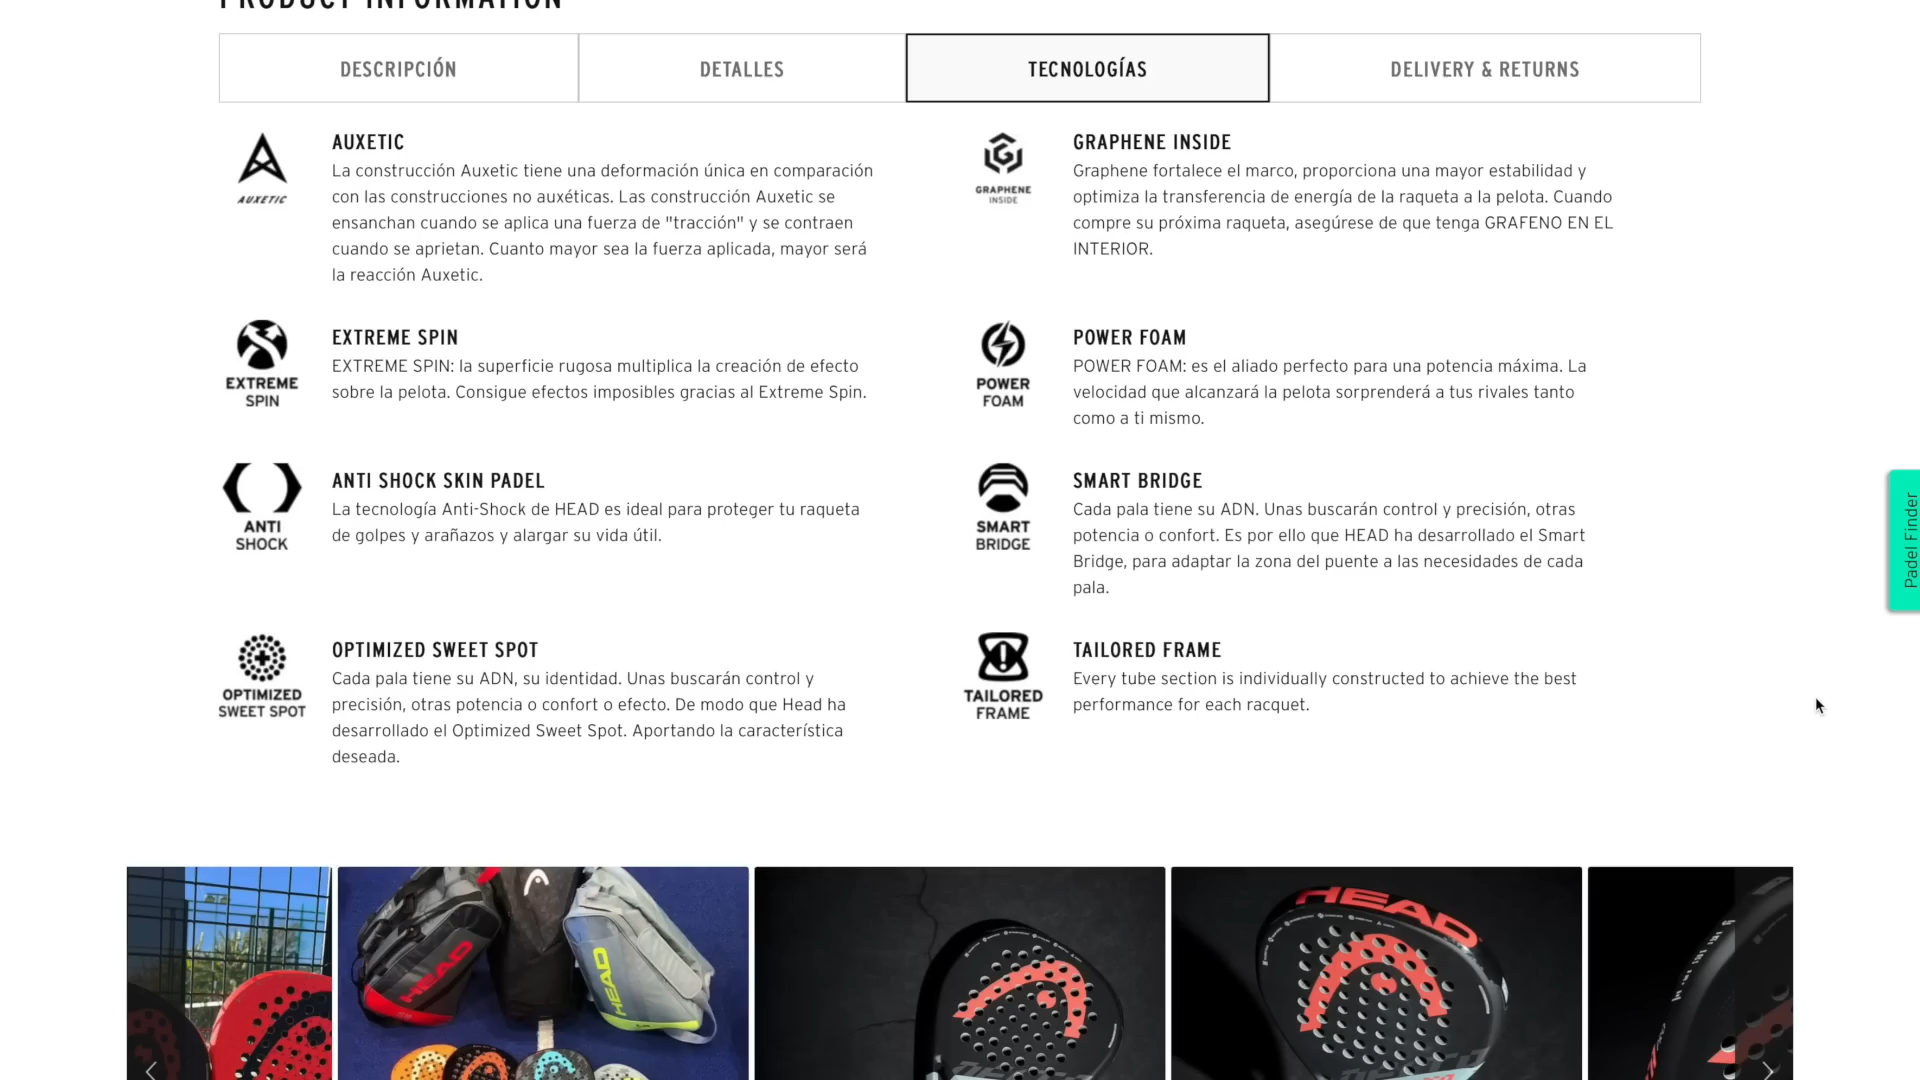 PRODUCT INFORMATION
DESCRIPCIÓN
DETALLES
TECNOLOGÍAS
DELIVERY & RETURNS
AUXETIC
AUXETIC
La construcción Auxetic tiene una deformación única en comparación
con las construcciones no auxéticas. Las construcción Auxetic se
ensanchan cuando se aplica una fuerza de "tracción" y se contraen
cuando se aprietan. Cuanto mayor sea la fuerza aplicada, mayor será
la reacción Auxetic.
GRAPHENE
INSIDE
GRAPHENE INSIDE
Graphene fortalece el marco, proporciona una mayor estabilidad y
optimiza la transferencia de energía de la raqueta a la pelota. Cuando
compre su próxima raqueta, asegúrese de que tenga GRAFENO EN EL
INTERIOR.
EXTREME
SPIN
EXTREME SPIN
EXTREME SPIN: la superficie rugosa multiplica la creación de efecto
sobre la pelota. Consigue efectos imposibles gracias al Extreme Spin.
POWER
FOAM
POWER FOAM
POWER FOAM: es el aliado perfecto para una potencia máxima. La
velocidad que alcanzará la pelota sorprenderá a tus rivales tanto
como a ti mismo.
ANTI
SHOCK
ANTI SHOCK SKIN PADEL
La tecnología Anti-Shock de HEAD es ideal para proteger tu raqueta
de golpes y arañazos y alargar su vida útil.
SMART
BRIDGE
SMART BRIDGE
Cada pala tiene su ADN. Unas buscarán control y precisión, otras
potencia o confort. Es por ello que HEAD ha desarrollado el Smart
Bridge, para adaptar la zona del puente a las necesidades de cada
pala.
OPTIMIZED
SWEET SPOT
OPTIMIZED SWEET SPOT
Cada pala tiene su ADN, su identidad. Unas buscarán control y
precisión, otras potencia o confort o efecto. De modo que Head ha
desarrollado el Optimized Sweet Spot. Aportando la característica
deseada.
TAILORED
FRAME
TAILORED FRAME
Every tube section is individually constructed to achieve the best
performance for each racquet.
Padel Finder
HEAD
HEAD
HEAD